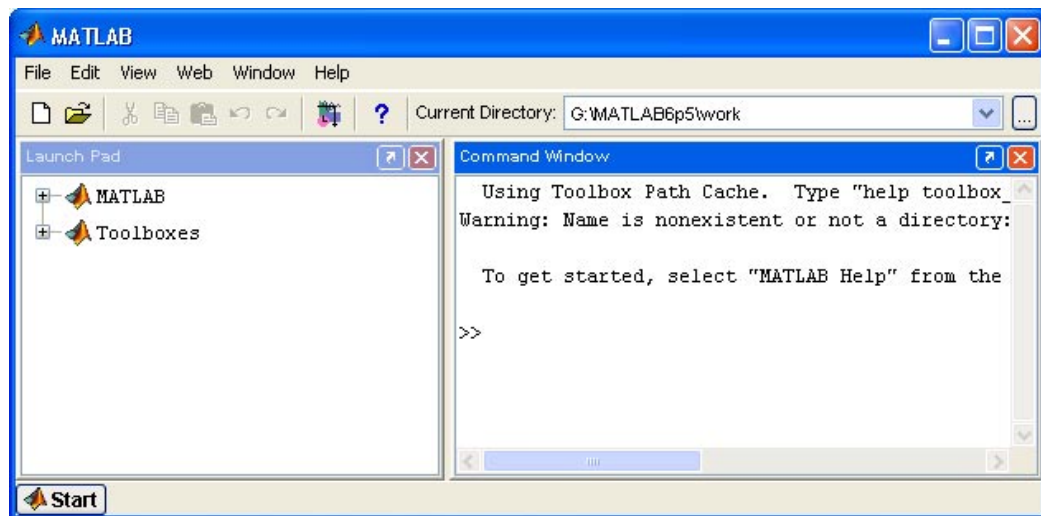 MATLAB
File Edit View Web Window Help
? Current Directory: G:\MATLAB6p5\work ...
Launch Pad
MATLAB
Toolboxes
Command Window
Using Toolbox Path Cache. Type "help toolbox_
Warning: Name is nonexistent or not a directory:
To get started, select "MATLAB Help" from the
>>
Start